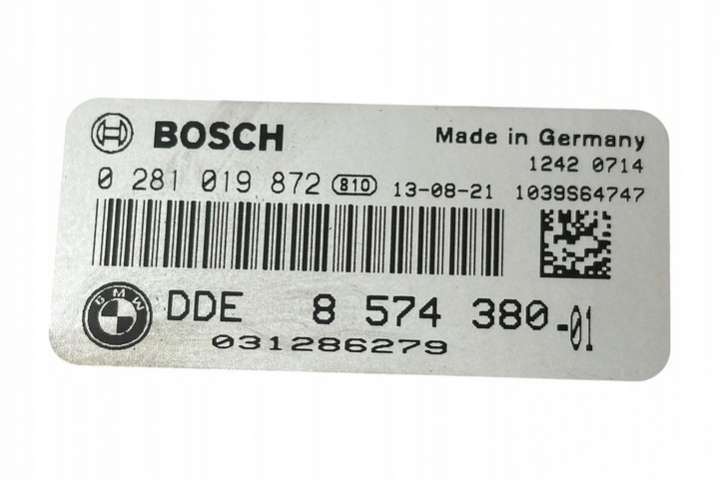 BOSCH Made in Germany
1242 0714
0 281 019 872 810 13-08-21 1039S64747
BMW DDE 8 574 380-01
031286279